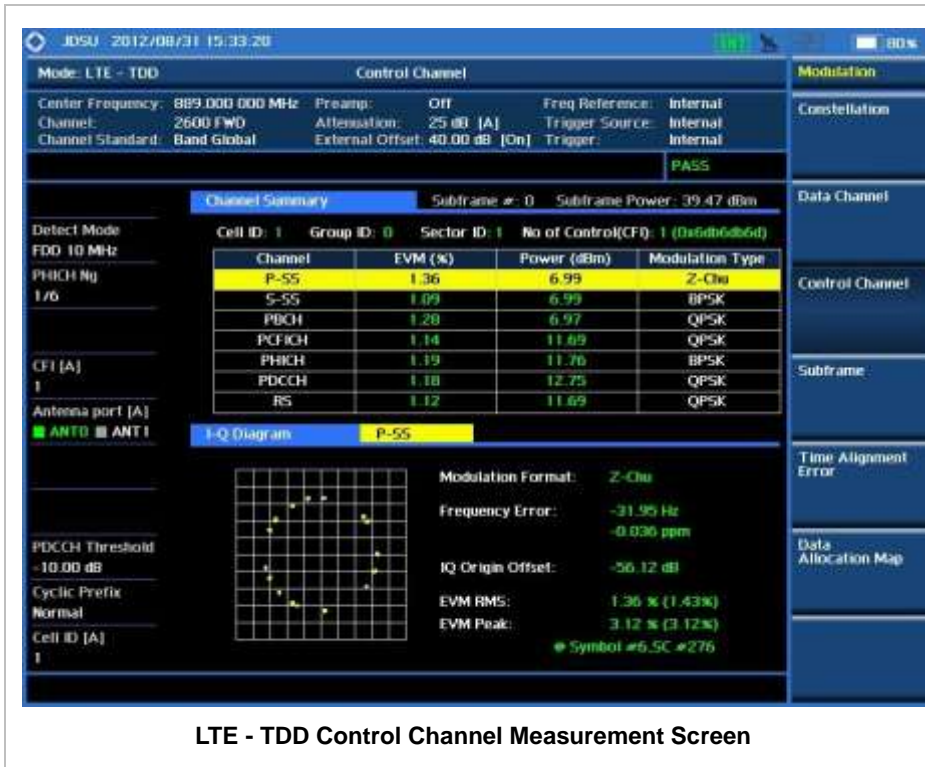 JDSU 2012/08/31 15:33:20
INT
80%
Mode: LTE - TDD
Control Channel
Modulation
Center Frequency: 889.000 000 MHz
Preamp: Off
Freq Reference: Internal
Channel: 2600 FWD
Attenuation: 25 dB [A]
Trigger Source: Internal
Channel Standard: Band Global
External Offset: 40.00 dB [On]
Trigger: Internal
PASS
Channel Summary
Subframe #: 0
Subframe Power: 39.47 dBm
Cell ID: 1
Group ID: 0
Sector ID: 1
No of Control(CFI): 1 (0x6db6db6d)
Channel EVM (%) Power (dBm) Modulation Type
P-SS 1.36 6.99 Z-Chu
S-SS 1.09 6.99 BPSK
PBCH 1.28 6.97 QPSK
PCFICH 1.14 11.69 QPSK
PHICH 1.19 11.76 BPSK
PDCCH 1.18 12.75 QPSK
RS 1.12 11.69 QPSK
I-Q Diagram
P-SS
Modulation Format: Z-Chu
Frequency Error: -31.95 Hz
-0.036 ppm
IQ Origin Offset: -56.12 dB
EVM RMS: 1.36 % (1.43%)
EVM Peak: 3.12 % (3.12%)
@ Symbol #6,SC #276
Detect Mode
FDD 10 MHz
PHICH Ng
1/6
CFI [A]
1
Antenna port [A]
ANT0 ANT1
PDCCH Threshold
-10.00 dB
Cyclic Prefix
Normal
Cell ID [A]
1
Constellation
Data Channel
Control Channel
Subframe
Time Alignment
Error
Data
Allocation Map
LTE - TDD Control Channel Measurement Screen